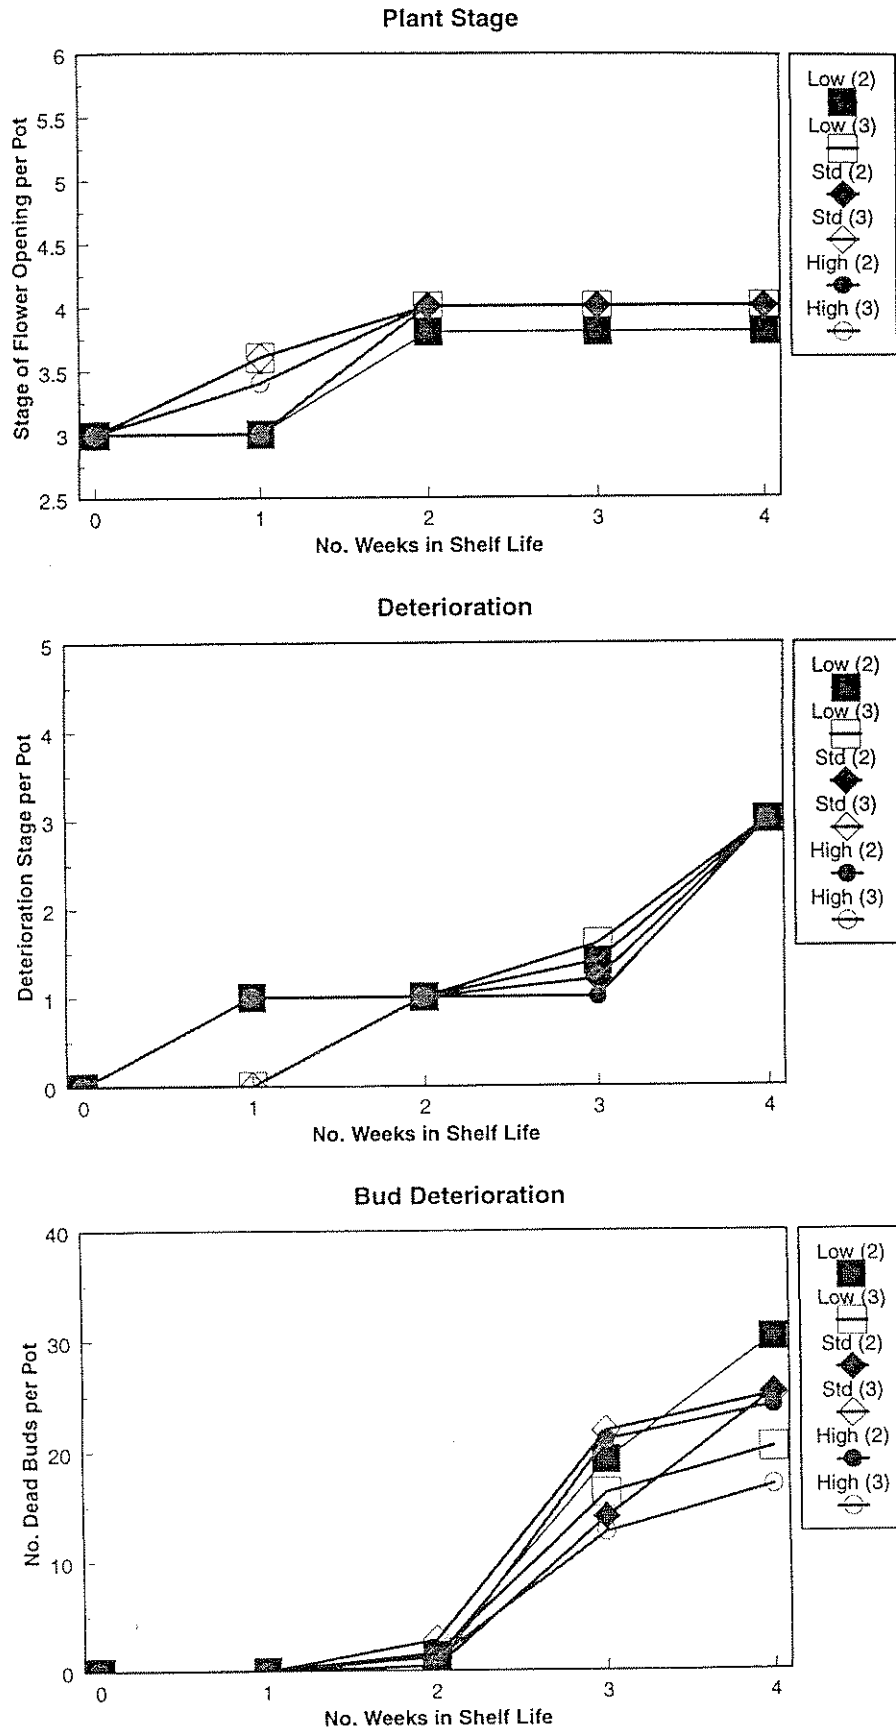 Plant Stage
6
5.5
5
4.5
4
3.5
3
2.5
Stage of Flower Opening per Pot
0 1 2 3 4
No. Weeks in Shelf Life
Low (2)
Low (3)
Std (2)
Std (3)
High (2)
High (3)
Deterioration
5
4
3
2
1
0
Deterioration Stage per Pot
0 1 2 3 4
No. Weeks in Shelf Life
Low (2)
Low (3)
Std (2)
Std (3)
High (2)
High (3)
Bud Deterioration
40
30
20
10
0
No. Dead Buds per Pot
0 1 2 3 4
No. Weeks in Shelf Life
Low (2)
Low (3)
Std (2)
Std (3)
High (2)
High (3)